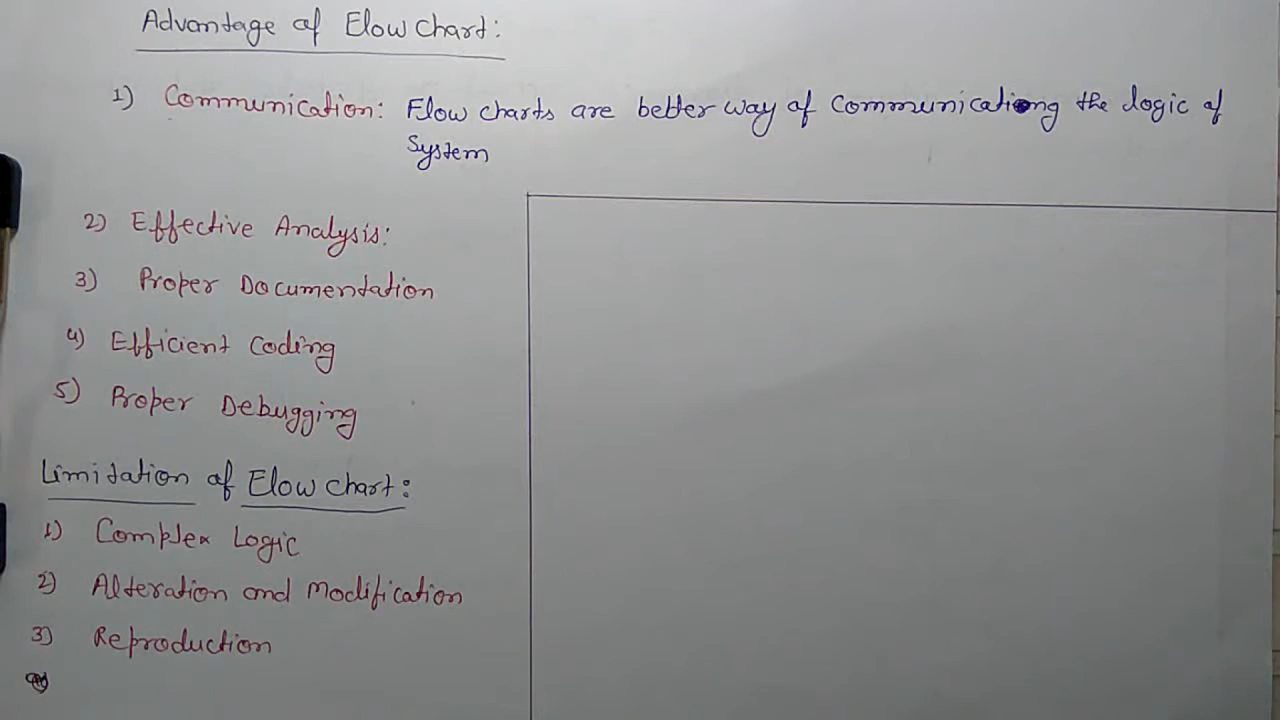 Advantage of Flow Chart:
1) Communication: Flow charts are better way of communicating the logic of
system
2) Effective Analysis:
3) Proper Documentation
4) Efficient Coding
5) Proper Debugging
Limitation of Flow Chart:
1) Complex Logic
2) Alteration and Modification
3) Reproduction